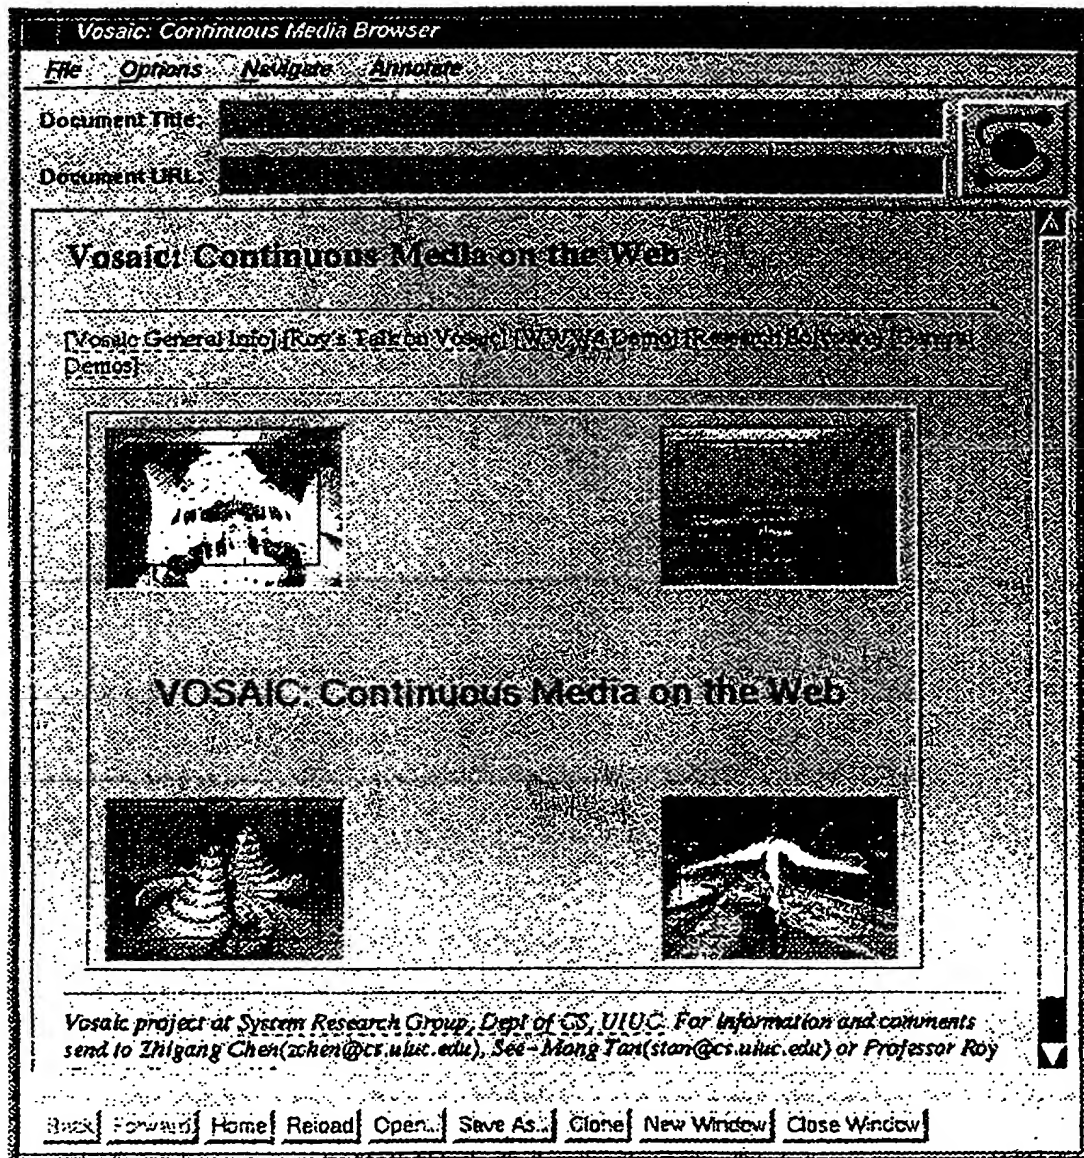 Vosaic: Continuous Media Browser
File Options Navigate Annotate
Document Title:
Document URL:
Vosaic: Continuous Media on the Web
[Vosaic General Info] [Roy's Talk on Vosaic] [WWW4 Demo] [Research Software] [General
Demos]
VOSAIC: Continuous Media on the Web
Vosaic project at System Research Group, Dept of CS, UIUC. For information and comments
send to Zhigang Chen(zchen@cs.uiuc.edu), See-Mong Tan(stan@cs.uiuc.edu) or Professor Roy
Back Forward Home Reload Open... Save As... Clone New Window Close Window